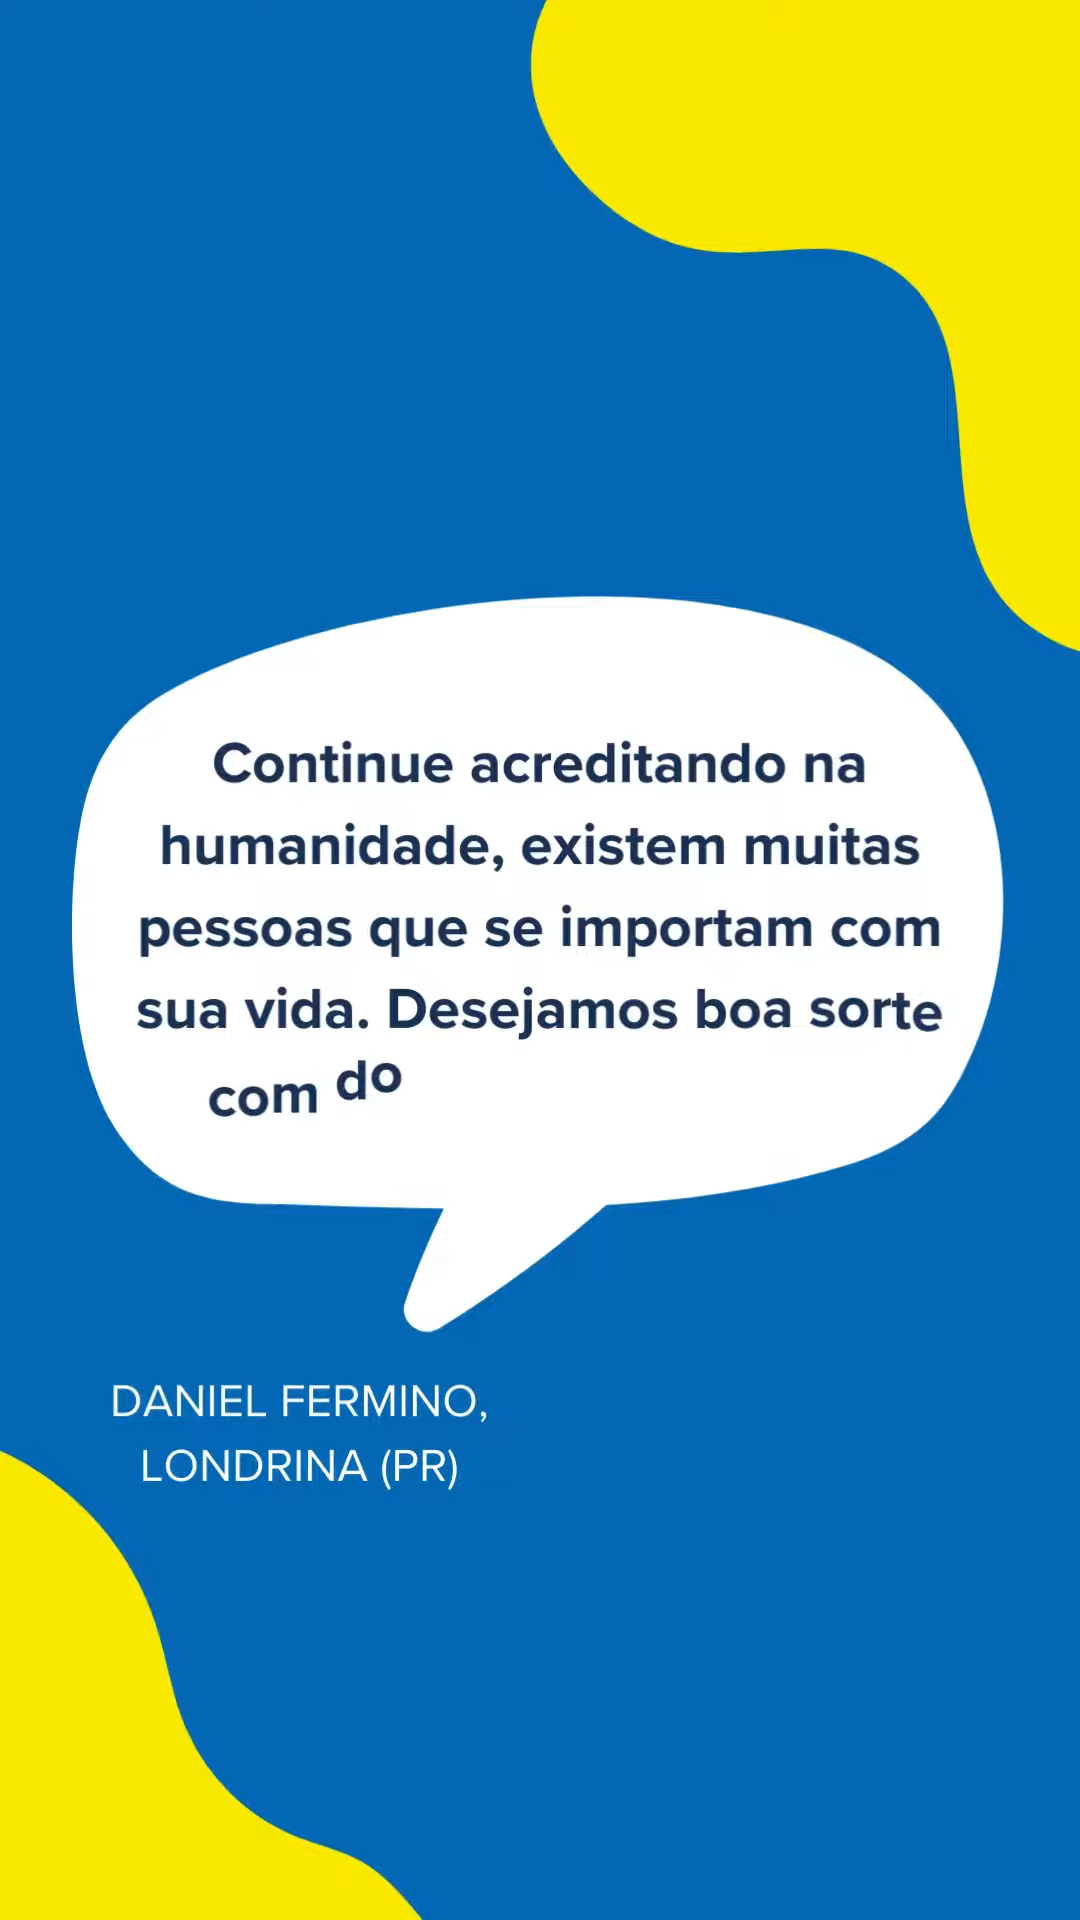 Continue acreditando na
humanidade, existem muitas
pessoas que se importam com
sua vida. Desejamos boa sorte
com do
DANIEL FERMINO,
LONDRINA (PR)